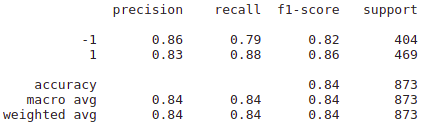 precision recall f1-score support
-1 0.86 0.79 0.82 404
1 0.83 0.88 0.86 469
accuracy 0.84 873
macro avg 0.84 0.84 0.84 873
weighted avg 0.84 0.84 0.84 873